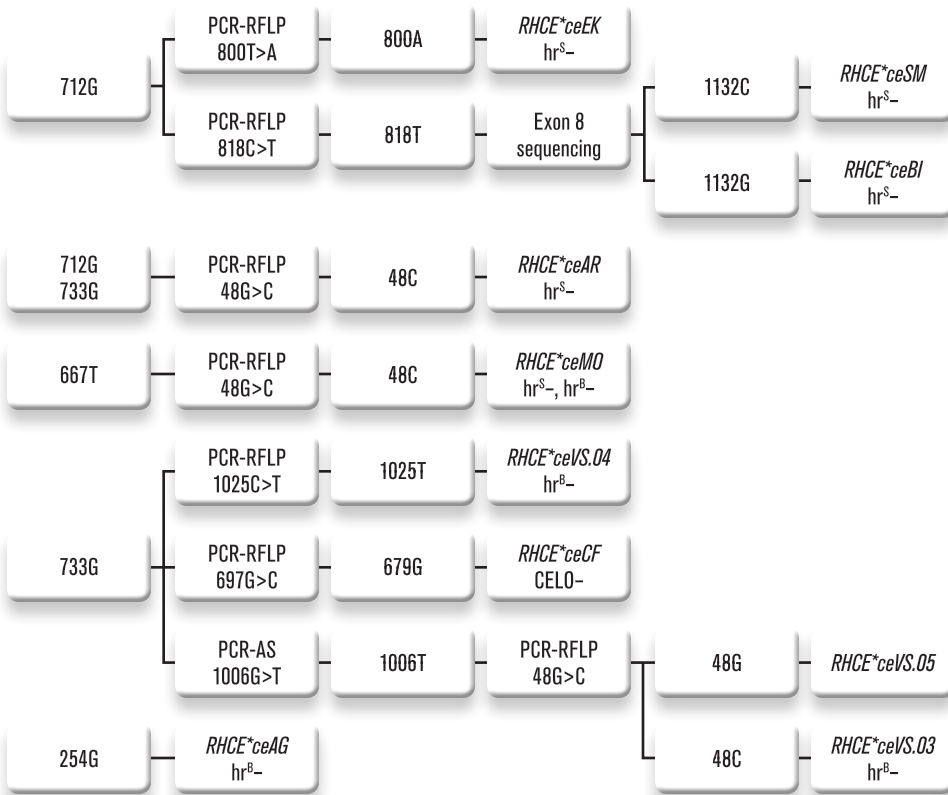 712G
PCR-RFLP
800T>A
800A
RHCE*ceEK
hrS–
PCR-RFLP
818C>T
818T
Exon 8
sequencing
1132C
RHCE*ceSM
hrS–
1132G
RHCE*ceBI
hrS–
712G
733G
PCR-RFLP
48G>C
48C
RHCE*ceAR
hrS–
667T
PCR-RFLP
48G>C
48C
RHCE*ceMO
hrS–, hrB–
733G
PCR-RFLP
1025C>T
1025T
RHCE*ceVS.04
hrB–
PCR-RFLP
697G>C
679G
RHCE*ceCF
CELO–
PCR-AS
1006G>T
1006T
PCR-RFLP
48G>C
48G
RHCE*ceVS.05
48C
RHCE*ceVS.03
hrB–
254G
RHCE*ceAG
hrB–